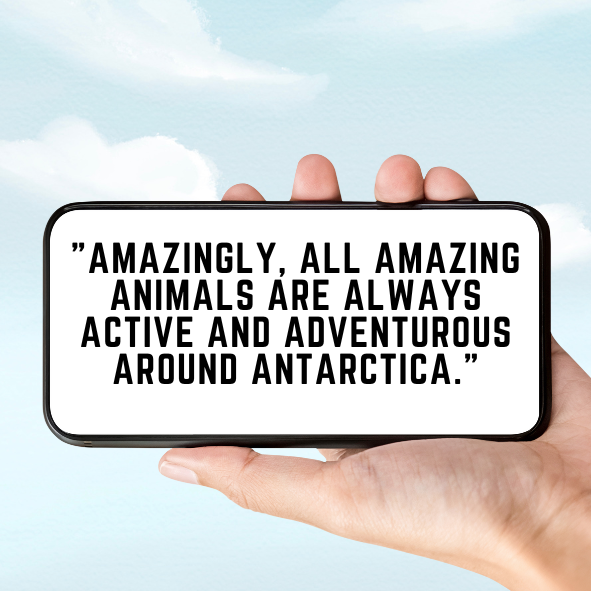 "AMAZINGLY, ALL AMAZING
ANIMALS ARE ALWAYS
ACTIVE AND ADVENTUROUS
AROUND ANTARCTICA."